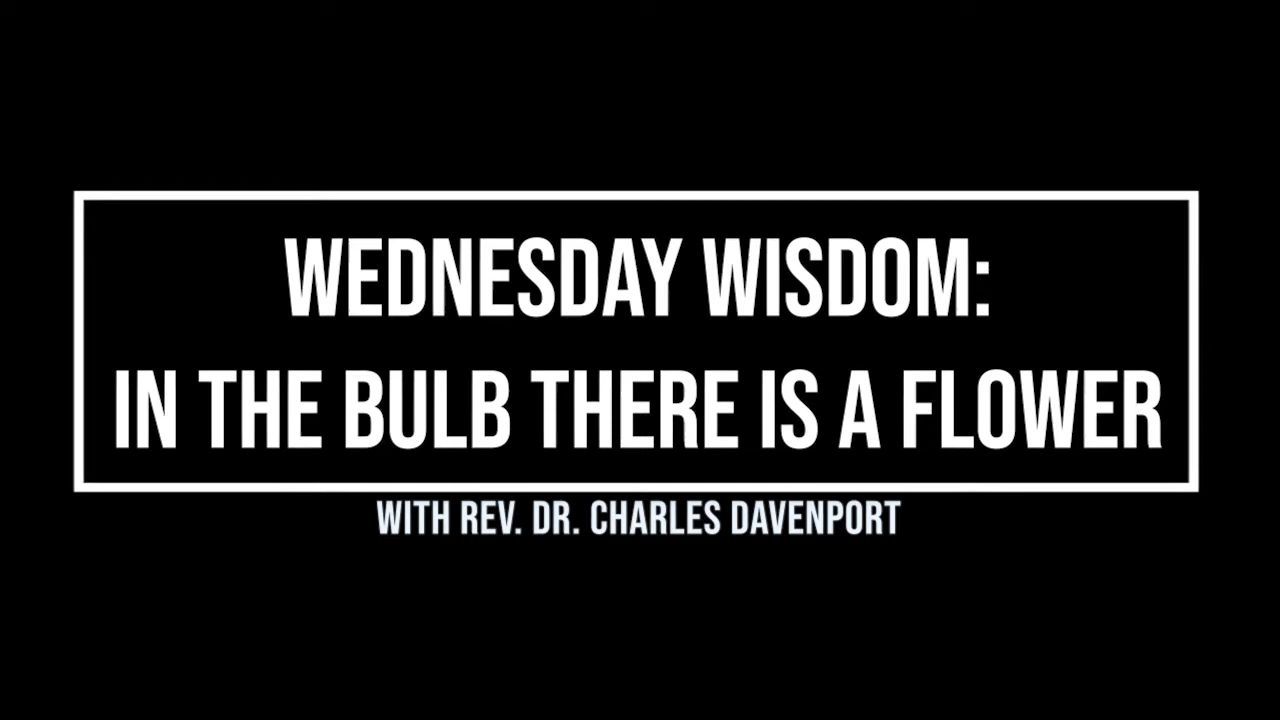 WEDNESDAY WISDOM:
IN THE BULB THERE IS A FLOWER
WITH REV. DR. CHARLES DAVENPORT